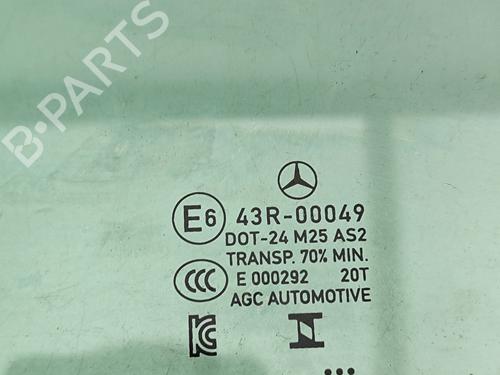 B-PARTS
E6 43R-00049
DOT-24 M25 AS2
TRANSP. 70% MIN.
CCC E 000292 20T
AGC AUTOMOTIVE